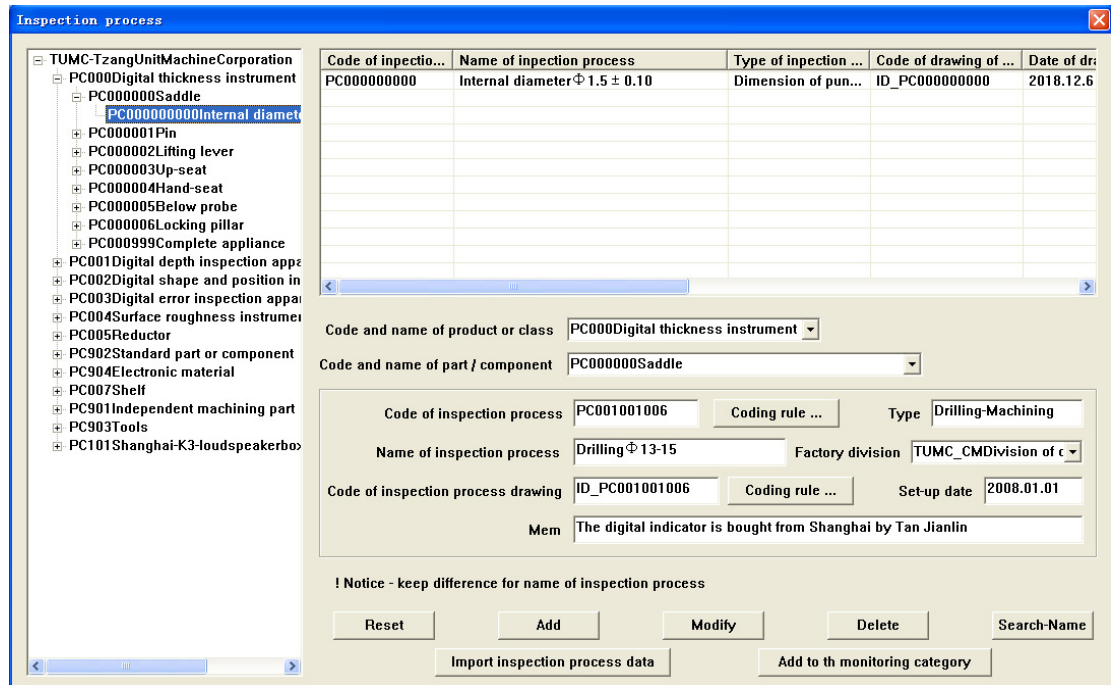 Inspection process
TUMC-TzangUnitMachineCorporation
PC000Digital thickness instrument
PC000000Saddle
PC000000000Internal diamet
PC000001Pin
PC000002Lifting lever
PC000003Up-seat
PC000004Hand-seat
PC000005Below probe
PC000006Locking pillar
PC000999Complete appliance
PC001Digital depth inspection appa
PC002Digital shape and position in
PC003Digital error inspection appa
PC004Surface roughness instrume
PC005Reductor
PC902Standard part or component
PC904Electronic material
PC007Shelf
PC901Independent machining part
PC903Tools
PC101Shanghai-K3-loudspeakerbox
Code of inpectio... Name of inpection process Type of inpection ... Code of drawing of ... Date of dra
PC000000000 Internal diameterΦ1.5 ± 0.10 Dimension of pun... ID_PC000000000 2018.12.6
Code and name of product or class PC000Digital thickness instrument
Code and name of part / component PC000000Saddle
Code of inspection process PC001001006 Coding rule ... Type Drilling-Machining
Name of inspection process DrillingΦ13-15 Factory division TUMC_CMDivision of c
Code of inspection process drawing ID_PC001001006 Coding rule ... Set-up date 2008.01.01
Mem The digital indicator is bought from Shanghai by Tan Jianlin
! Notice - keep difference for name of inspection process
Reset Add Modify Delete Search-Name
Import inspection process data Add to th monitoring category